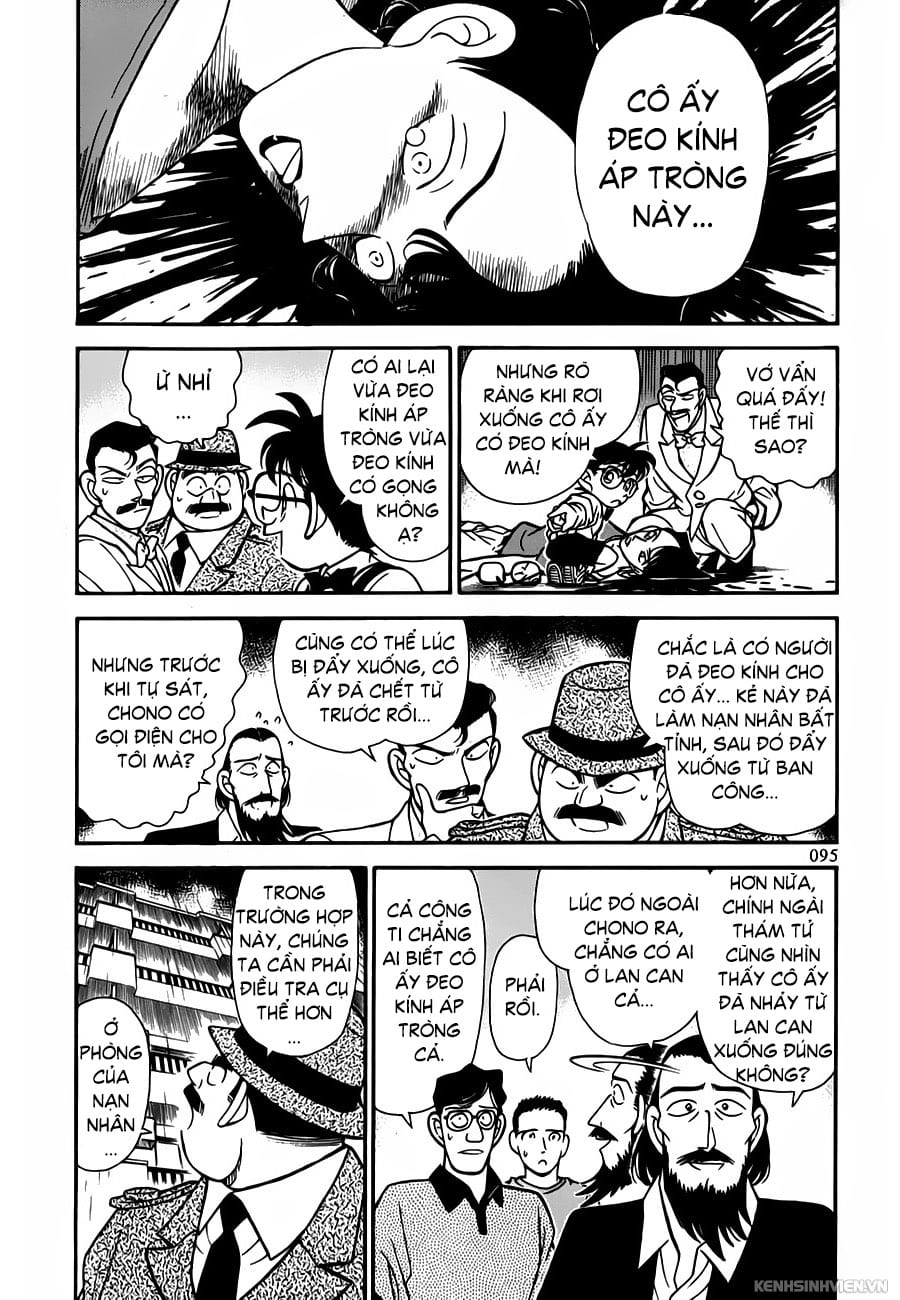 CÔ ẤY
ĐEO KÍNH
ÁP TRÒNG
NÀY...
VỚ VẨN
QUÁ ĐẤY!
THẾ THÌ
SAO?
NHƯNG RÕ
RÀNG KHI RƠI
XUỐNG CÔ ẤY
CÓ ĐEO KÍNH
MÀ!
CÓ AI LẠI
VỪA ĐEO
KÍNH ÁP
TRÒNG VỪA
ĐEO KÍNH
CÓ GỌNG
KHÔNG
Ạ?
Ừ NHỈ
...
CHẮC LÀ CÓ NGƯỜI
ĐÃ ĐEO KÍNH CHO
CÔ ẤY... KẺ NÀY ĐÃ
LÀM NẠN NHÂN BẤT
TỈNH, SAU ĐÓ ĐẨY
XUỐNG TỪ BAN
CÔNG...
CŨNG CÓ THỂ LÚC
BỊ ĐẨY XUỐNG, CÔ
ẤY ĐÃ CHẾT TỪ
TRƯỚC RỒI...
NHƯNG TRƯỚC
KHI TỰ SÁT,
CHONO CÓ
GỌI ĐIỆN CHO
TÔI MÀ?
095
HƠN NỮA,
CHÍNH NGÀI
THÁM TỬ
CŨNG NHÌN
THẤY CÔ ẤY
ĐÃ NHẢY TỪ
LAN CAN
XUỐNG ĐÚNG
KHÔNG?
LÚC ĐÓ NGOÀI
CHONO RA,
CHẲNG CÓ AI
Ở LAN CAN
CẢ...
PHẢI
RỒI.
CẢ CÔNG
TI CHẲNG
AI BIẾT CÔ
ẤY ĐEO
KÍNH ÁP
TRÒNG
CẢ.
TRONG
TRƯỜNG HỢP
NÀY, CHÚNG
TA CẦN PHẢI
ĐIỀU TRA CỤ
THỂ HƠN
...
Ở
PHÒNG
CỦA
NẠN
NHÂN
...
KENHSINHVIEN.VN